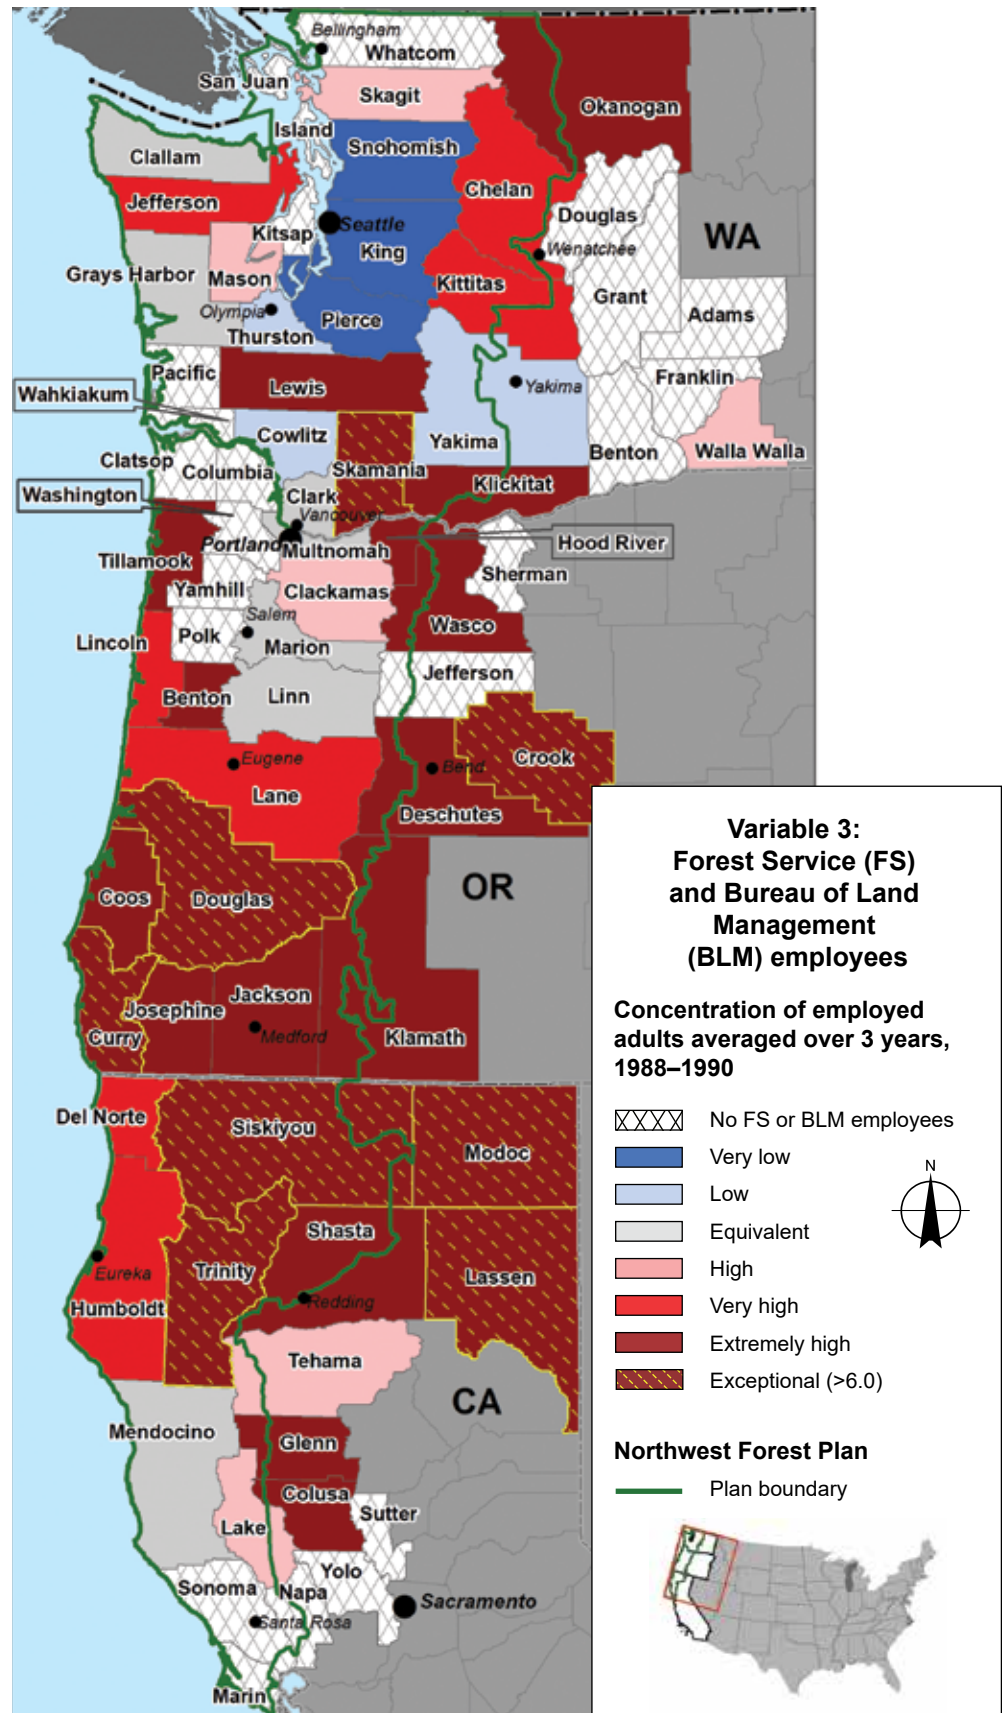 Bellingham
Whatcom
San Juan
Skagit
Okanogan
Island
Snohomish
Clallam
Chelan
Jefferson
Douglas
Seattle
WA
Kitsap
King
Wenatchee
Grays Harbor
Mason
Kittitas
Grant
Olympia
Pierce
Adams
Thurston
Pacific
Franklin
Lewis
Yakima
Wahkiakum
Cowlitz
Yakima
Benton
Walla Walla
Clatsop
Columbia
Skamania
Klickitat
Washington
Clark
Vancouver
Portland
Multnomah
Hood River
Tillamook
Sherman
Yamhill
Clackamas
Salem
Wasco
Lincoln
Polk
Marion
Jefferson
Benton
Linn
Eugene
Bend
Crook
Lane
Deschutes
OR
Coos
Douglas
Josephine
Jackson
Curry
Medford
Klamath
Del Norte
Siskiyou
Modoc
Shasta
Eureka
Trinity
Lassen
Humboldt
Redding
Tehama
CA
Mendocino
Glenn
Colusa
Lake
Sutter
Sonoma
Napa
Yolo
Santa Rosa
Sacramento
Marin
Variable 3:
Forest Service (FS)
and Bureau of Land
Management
(BLM) employees
Concentration of employed
adults averaged over 3 years,
1988–1990
No FS or BLM employees
Very low
Low
Equivalent
High
Very high
Extremely high
Exceptional (>6.0)
N
Northwest Forest Plan
Plan boundary